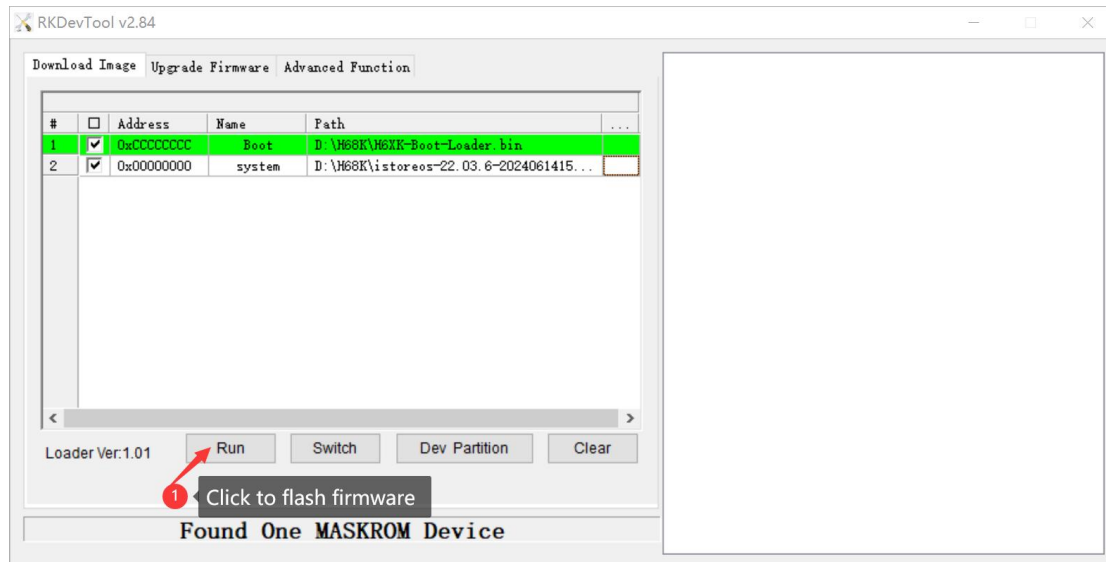 RKDevTool v2.84
Download Image Upgrade Firmware Advanced Function
# Address Name Path ...
1 0xCCCCCCCC Boot D:\H68K\H6XK-Boot-Loader.bin
2 0x00000000 system D:\H68K\istoreos-22.03.6-2024061415...
Loader Ver:1.01 Run Switch Dev Partition Clear
1 Click to flash firmware
Found One MASKROM Device